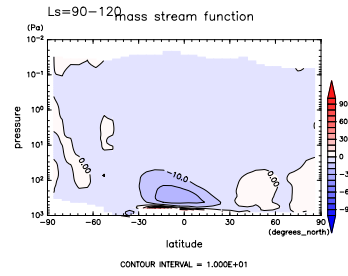 Ls=90-120
mass stream function
(Pa)
10⁻²
10⁻¹
10⁰
10¹
10²
10³
pressure
0.00
-10.0
0.00
90
60
30
0
-3
-6
-9
-90 -60 -30 0 30 60 90
(degrees_north)
latitude
CONTOUR INTERVAL = 1.000E+01